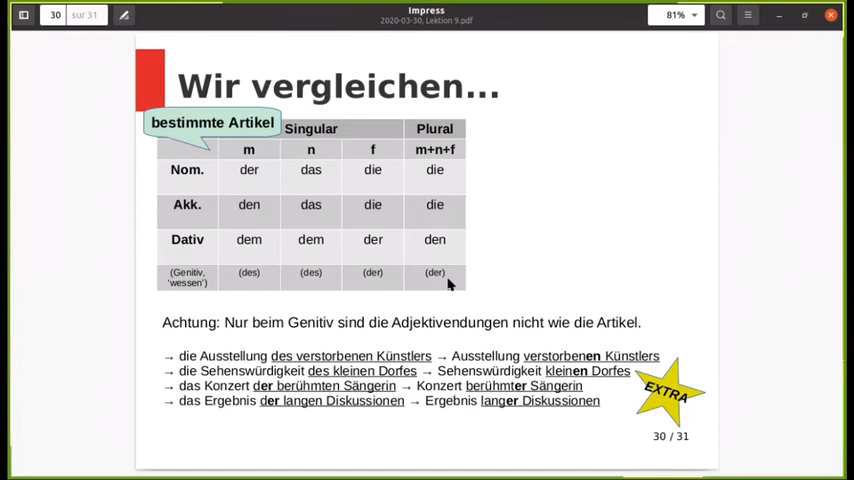 Impress
2020-03-30, Lektion 9.pdf
30 sur 31
81%
Wir vergleichen...
bestimmte Artikel
Singular Plural
m n f m+n+f
Nom. der das die die
Akk. den das die die
Dativ dem dem der den
(Genitiv, 'wessen') (des) (des) (der) (der)
Achtung: Nur beim Genitiv sind die Adjektivendungen nicht wie die Artikel.
→ die Ausstellung des verstorbenen Künstlers → Ausstellung verstorbenen Künstlers
→ die Sehenswürdigkeit des kleinen Dorfes → Sehenswürdigkeit kleinen Dorfes
→ das Konzert der berühmten Sängerin → Konzert berühmter Sängerin
→ das Ergebnis der langen Diskussionen → Ergebnis langer Diskussionen
EXTRA
30 / 31